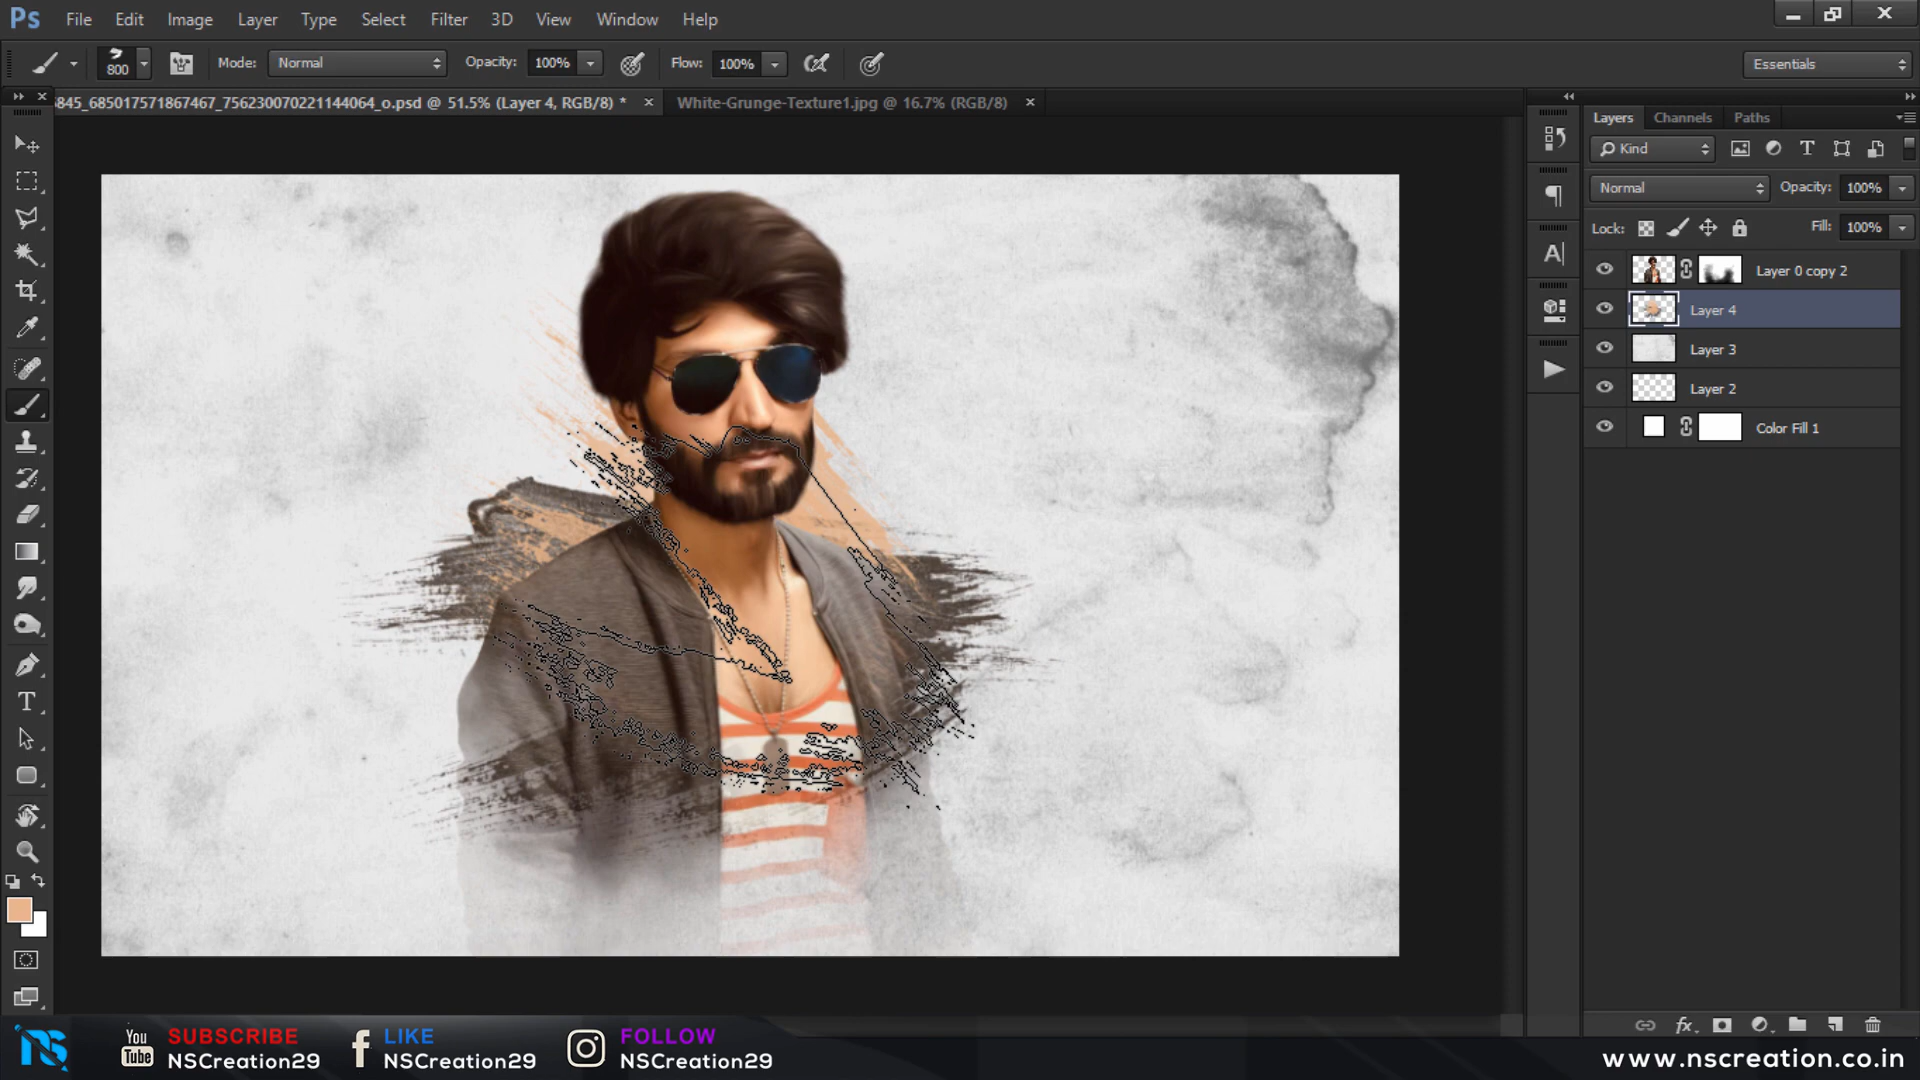 Ps File Edit Image Layer Type Select Filter 3D View Window Help
800 Mode: Normal Opacity: 100% Flow: 100% Essentials
845_685017571867467_756230070221144064_o.psd @ 51.5% (Layer 4, RGB/8) * White-Grunge-Texture1.jpg @ 16.7% (RGB/8)
Layers Channels Paths
Kind
Normal Opacity: 100%
Lock: Fill: 100%
Layer 0 copy 2
Layer 4
Layer 3
Layer 2
Color Fill 1
You Tube SUBSCRIBE
NSCreation29
LIKE
NSCreation29
FOLLOW
NSCreation29
www.nscreation.co.in